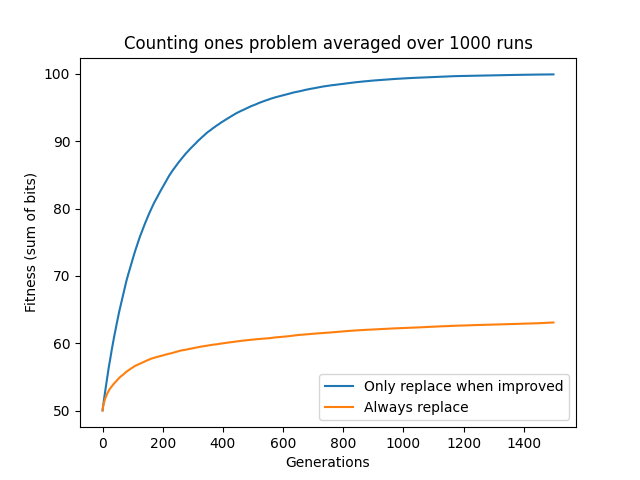 Counting ones problem averaged over 1000 runs
Fitness (sum of bits)
100
90
80
70
60
50
Only replace when improved
Always replace
0 200 400 600 800 1000 1200 1400
Generations